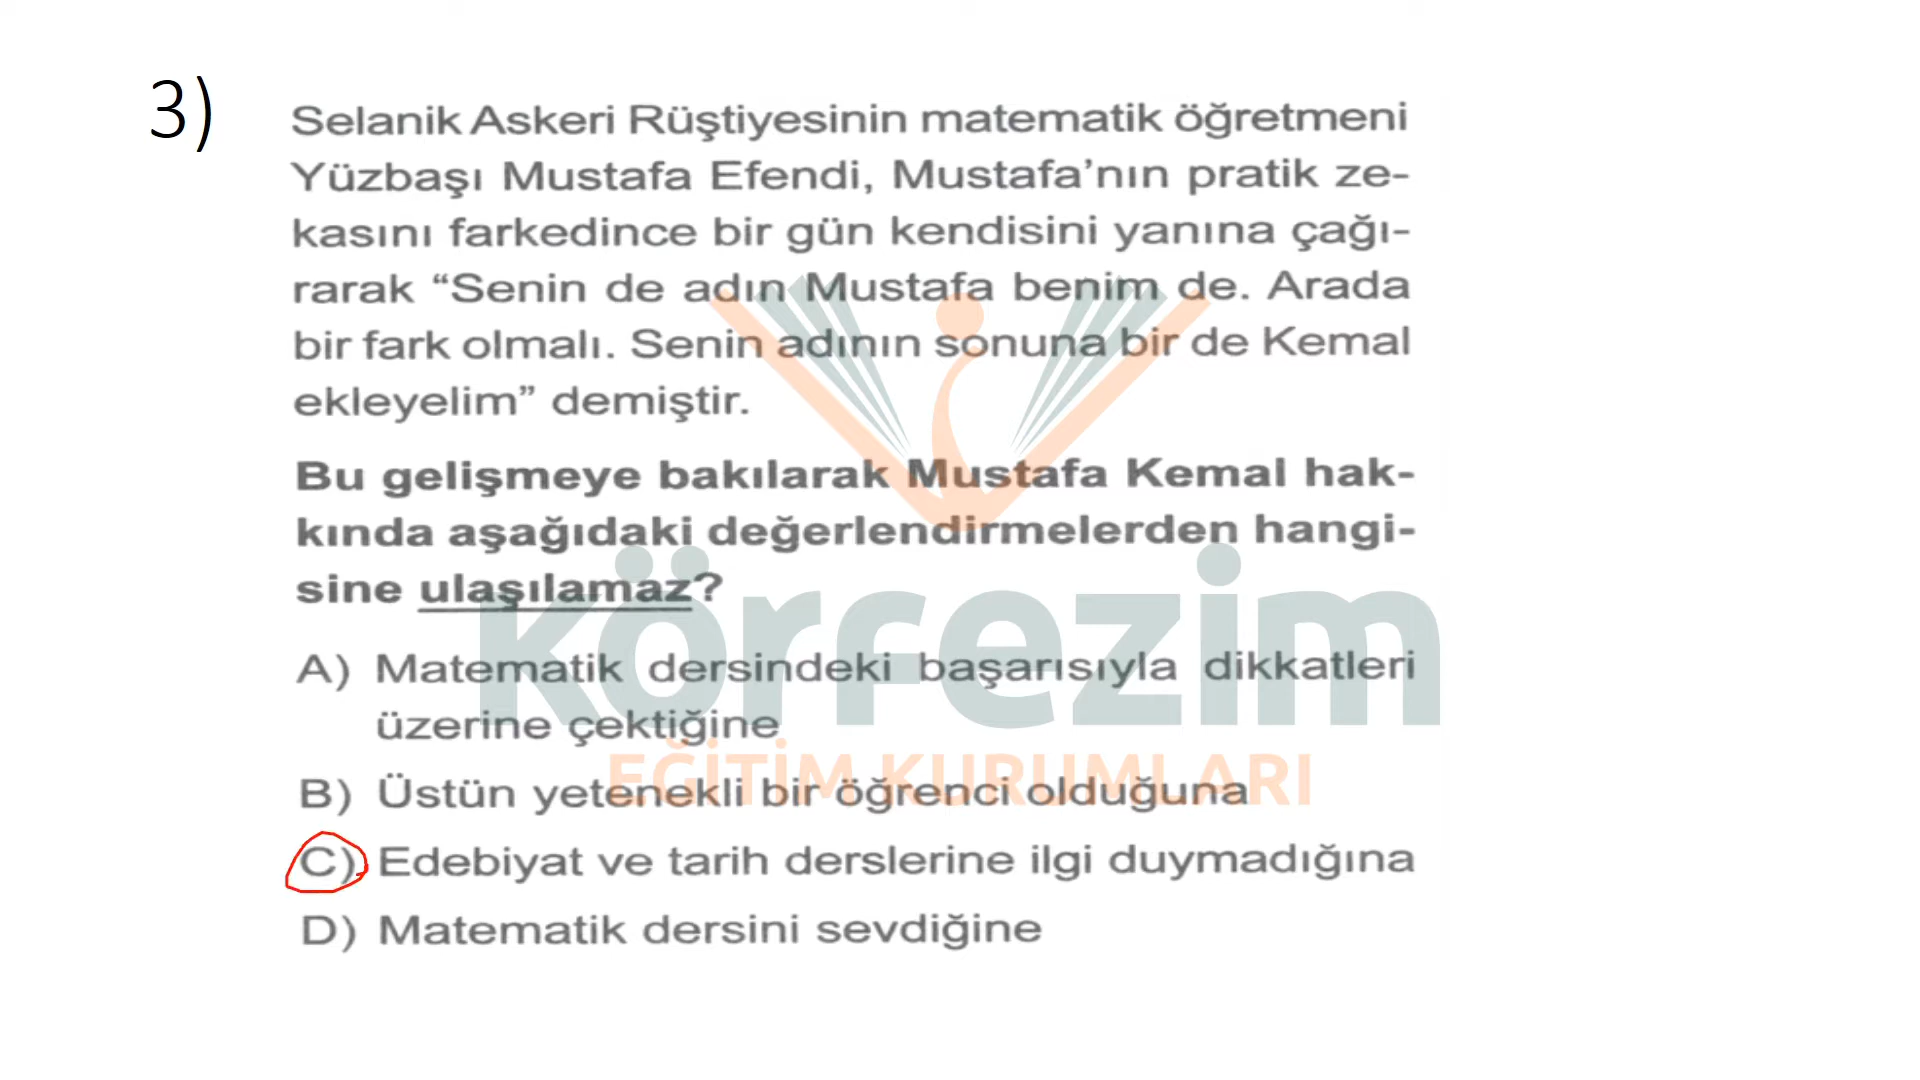 3)
Selanik Askeri Rüştiyesinin matematik öğretmeni
Yüzbaşı Mustafa Efendi, Mustafa’nın pratik ze-
kasını farkedince bir gün kendisini yanına çağı-
rarak “Senin de adın Mustafa benim de. Arada
bir fark olmalı. Senin adının sonuna bir de Kemal
ekleyelim” demiştir.
Bu gelişmeye bakılarak Mustafa Kemal hak-
kında aşağıdaki değerlendirmelerden hangi-
sine ulaşılamaz?
A) Matematik dersindeki başarısıyla dikkatleri
üzerine çektiğine
B) Üstün yetenekli bir öğrenci olduğuna
C) Edebiyat ve tarih derslerine ilgi duymadığına
D) Matematik dersini sevdiğine
körfezim
EĞİTİM KURUMLARI